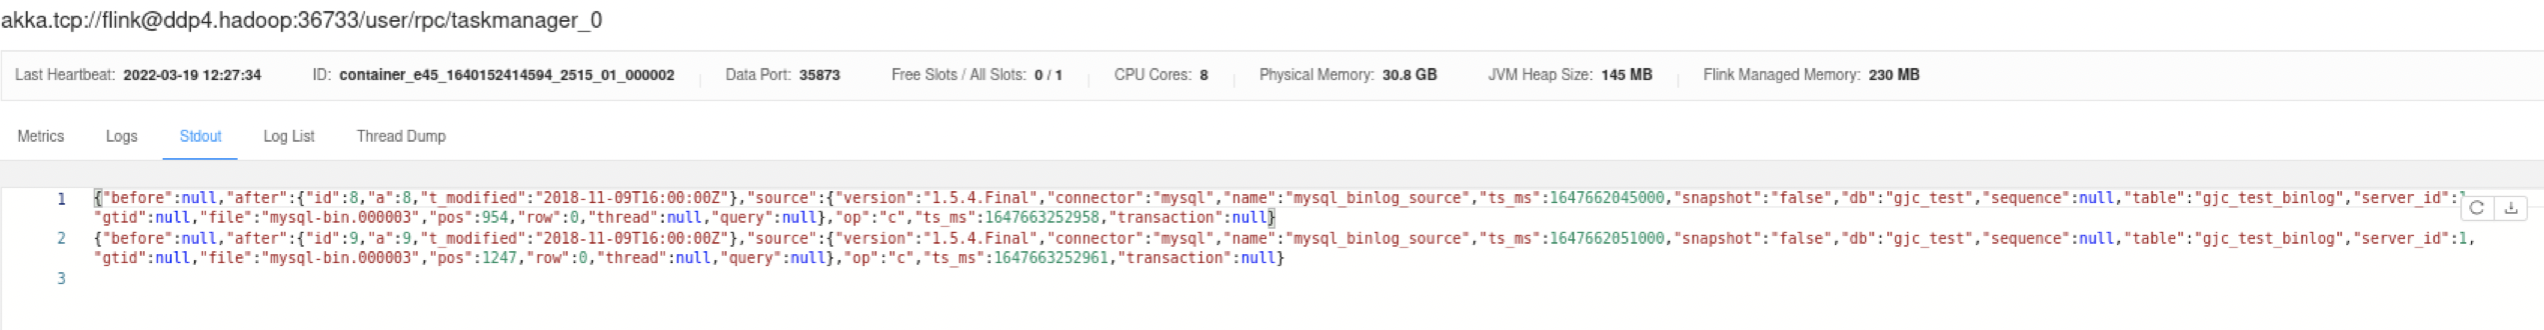 akka.tcp://flink@ddp4.hadoop:36733/user/rpc/taskmanager_0
Last Heartbeat: 2022-03-19 12:27:34 ID: container_e45_1640152414594_2515_01_000002 Data Port: 35873 Free Slots / All Slots: 0 / 1 CPU Cores: 8 Physical Memory: 30.8 GB JVM Heap Size: 145 MB Flink Managed Memory: 230 MB
Metrics Logs Stdout Log List Thread Dump
1 {"before":null,"after":{"id":8,"a":8,"t_modified":"2018-11-09T16:00:00Z"},"source":{"version":"1.5.4.Final","connector":"mysql","name":"mysql_binlog_source","ts_ms":1647662045000,"snapshot":"false","db":"gjc_test","sequence":null,"table":"gjc_test_binlog","server_id":1
"gtid":null,"file":"mysql-bin.000003","pos":954,"row":0,"thread":null,"query":null},"op":"c","ts_ms":1647663252958,"transaction":null}
2 {"before":null,"after":{"id":9,"a":9,"t_modified":"2018-11-09T16:00:00Z"},"source":{"version":"1.5.4.Final","connector":"mysql","name":"mysql_binlog_source","ts_ms":1647662051000,"snapshot":"false","db":"gjc_test","sequence":null,"table":"gjc_test_binlog","server_id":1,
"gtid":null,"file":"mysql-bin.000003","pos":1247,"row":0,"thread":null,"query":null},"op":"c","ts_ms":1647663252961,"transaction":null}
3